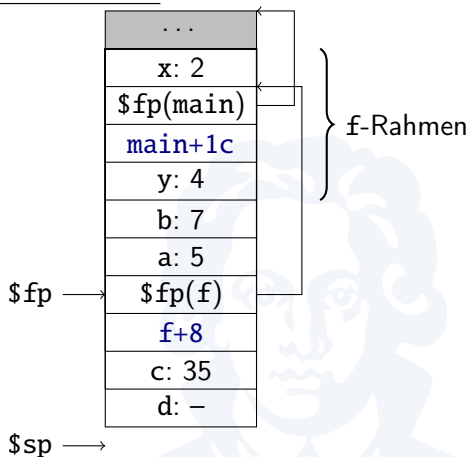 ...
x: 2
$fp(main)
main+1c
f-Rahmen
y: 4
b: 7
a: 5
$fp
$fp(f)
f+8
c: 35
d: –
$sp